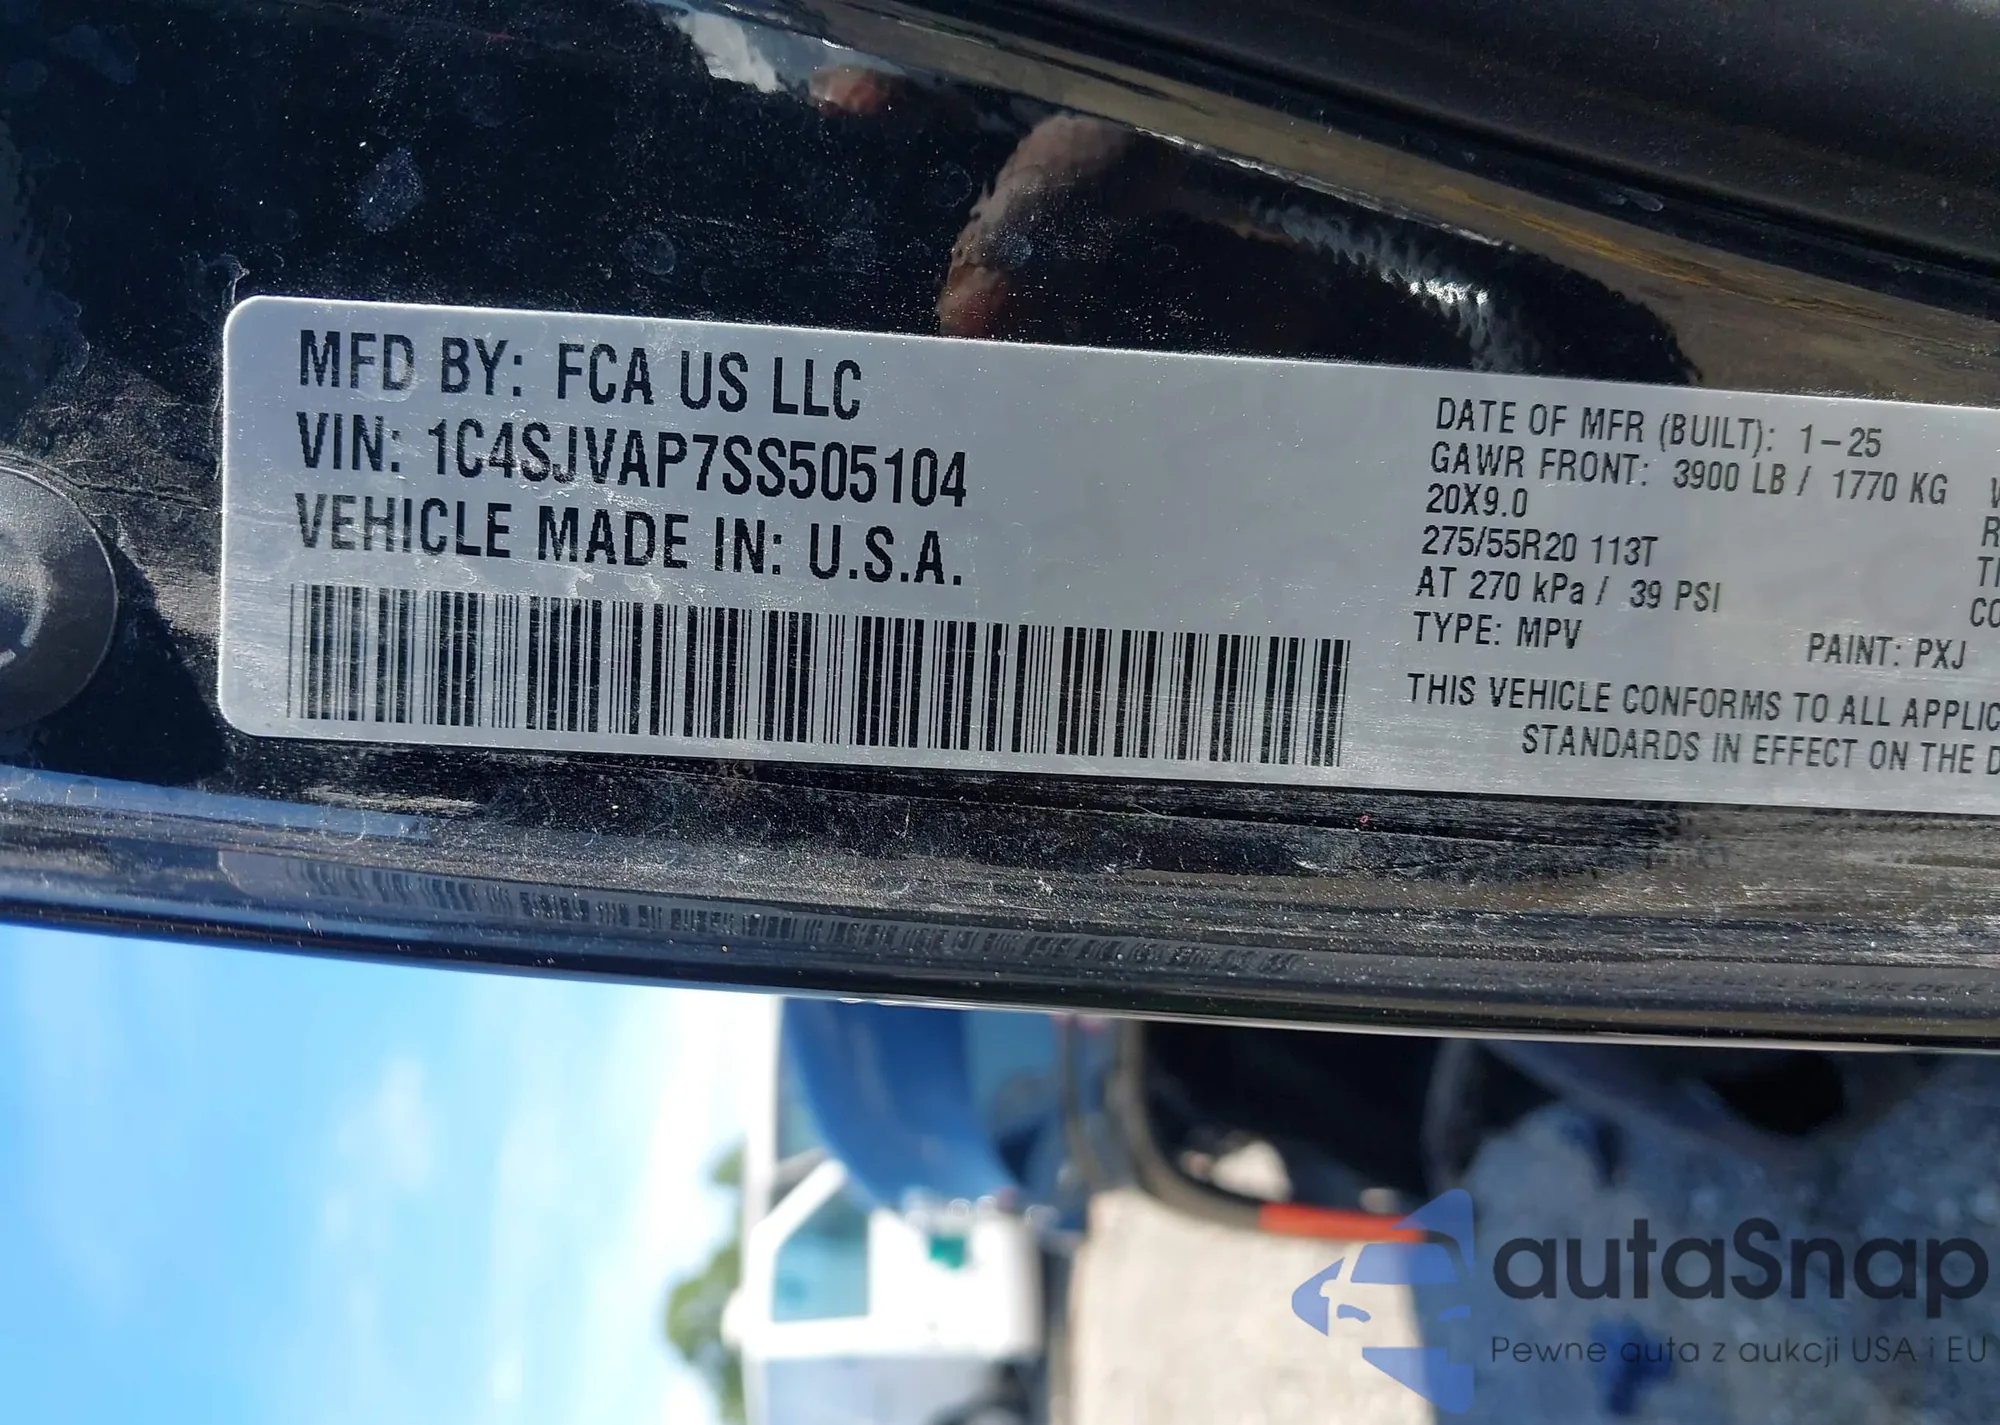 MFD BY: FCA US LLC
VIN: 1C4SJVAP7SS505104
VEHICLE MADE IN: U.S.A.
DATE OF MFR (BUILT): 1-25
GAWR FRONT: 3900 LB / 1770 KG
20X9.0
275/55R20 113T
AT 270 kPa / 39 PSI
TYPE: MPV PAINT: PXJ
THIS VEHICLE CONFORMS TO ALL APPLIC
STANDARDS IN EFFECT ON THE D
autaSnap
Pewne auta z aukcji USA i EU